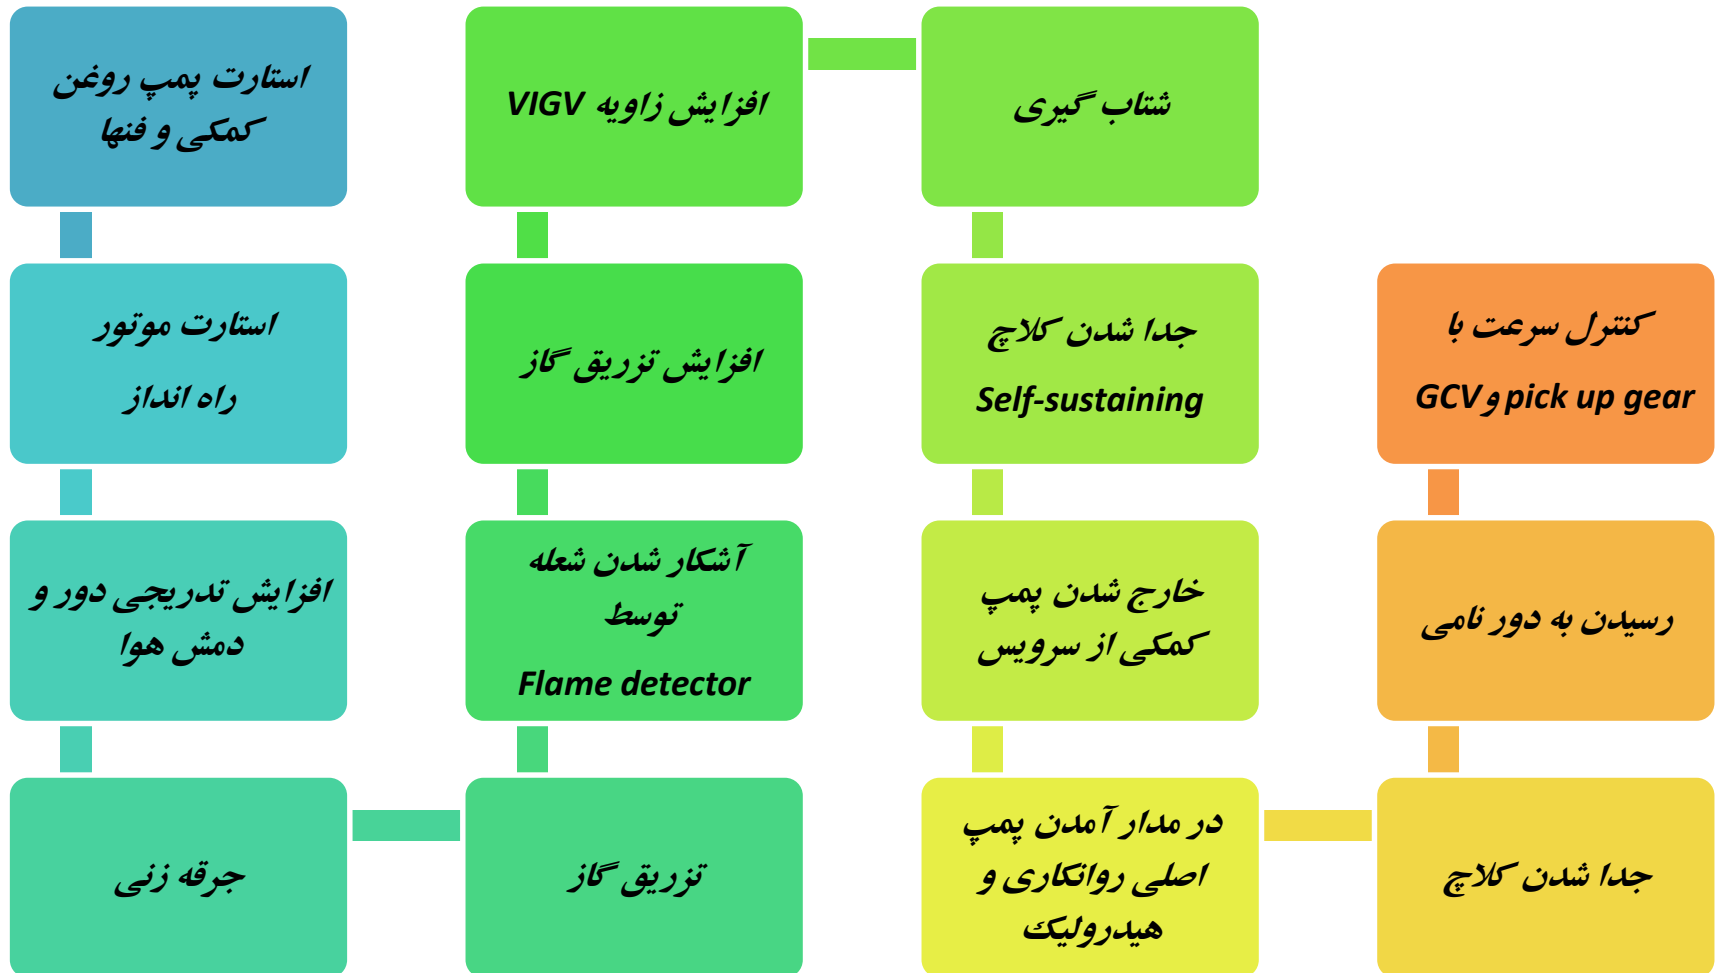 استارت پمپ روغن
کمکی و فنها
استارت موتور
راه انداز
افزایش تدریجی دور و
دمش هوا
جرقه زنی
تزریق گاز
آشکار شدن شعله
توسط
Flame detector
افزایش تزریق گاز
افزایش زاویه VIGV
شتاب گیری
جدا شدن کلاچ
Self-sustaining
خارج شدن پمپ
کمکی از سرویس
در مدار آمدن پمپ
اصلی روانکاری و
هیدرولیک
جدا شدن کلاچ
رسیدن به دور نامی
کنترل سرعت با
pick up gear و GCV